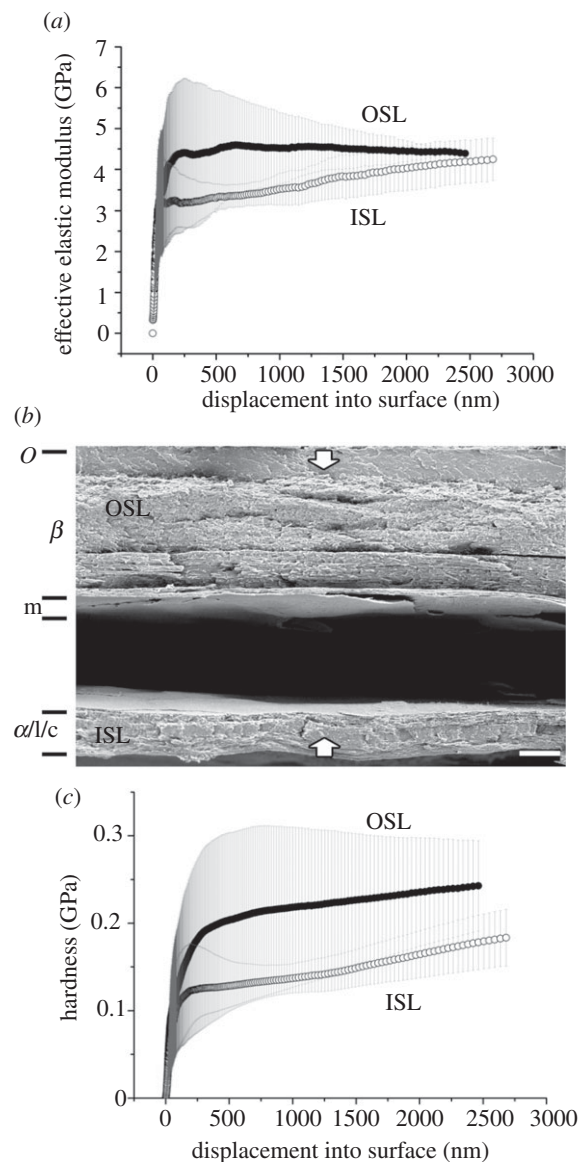 (a)
7
6
5
4
3
2
1
0
effective elastic modulus (GPa)
OSL
ISL
0 500 1000 1500 2000 2500 3000
displacement into surface (nm)
(b)
O
β
m
α/l/c
OSL
ISL
(c)
0.3
0.2
0.1
0
hardness (GPa)
OSL
ISL
0 500 1000 1500 2000 2500 3000
displacement into surface (nm)